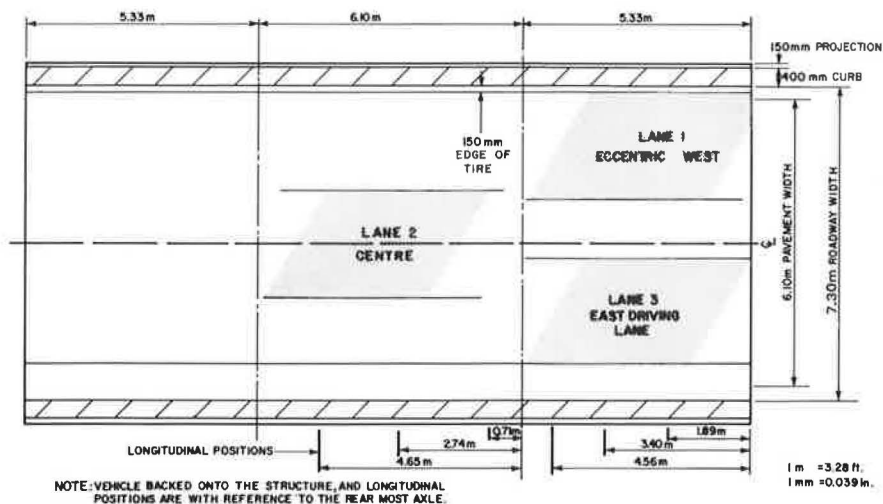 5.33m
6.10m
5.33m
150mm PROJECTION
400 mm CURB
150mm
EDGE OF
TIRE
LANE 1
ECCENTRIC WEST
LANE 2
CENTRE
LANE 3
EAST DRIVING
LANE
℄
6.10m PAVEMENT WIDTH
7.30m ROADWAY WIDTH
LONGITUDINAL POSITIONS
0.71m
2.74m
4.65m
1.89m
3.40m
4.56m
NOTE: VEHICLE BACKED ONTO THE STRUCTURE, AND LONGITUDINAL
POSITIONS ARE WITH REFERENCE TO THE REAR MOST AXLE.
1 m =3.28 ft.
1 mm =0.039 in.